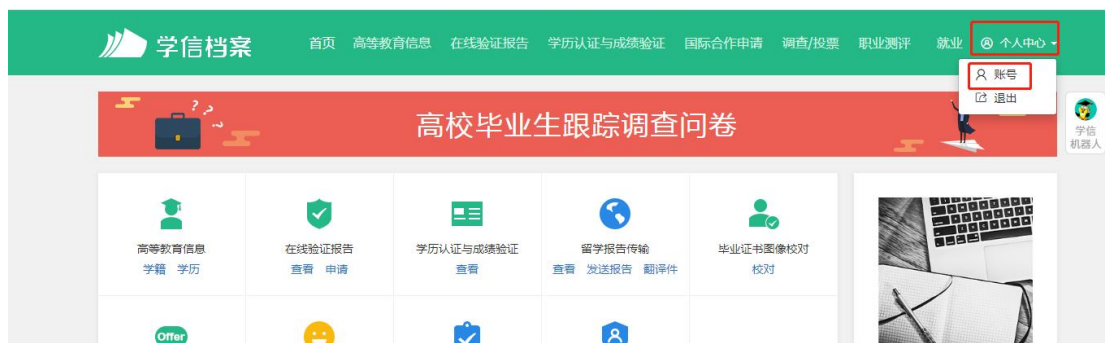 学信档案
首页 高等教育信息 在线验证报告 学历认证与成绩验证 国际合作申请 调查/投票 职业测评 就业 个人中心
账号
退出
高校毕业生跟踪调查问卷
学信
机器人
高等教育信息 在线验证报告 学历认证与成绩验证 留学报告传输 毕业证书图像校对
学籍 学历 查看 申请 查看 查看 发送报告 翻译件 校对
Offer